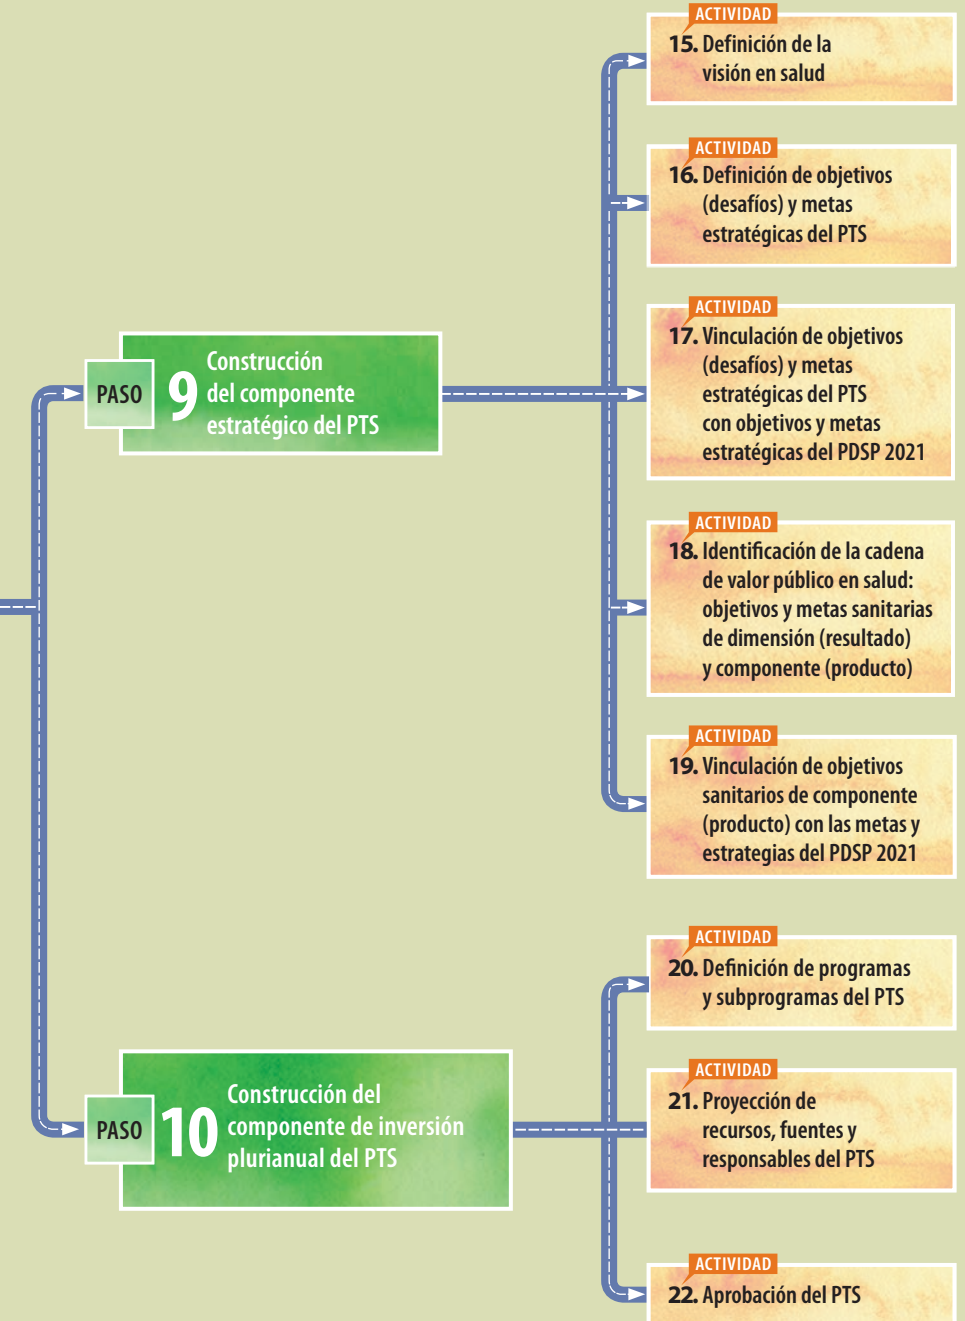 PASO
9
Construcción
del componente
estratégico del PTS
ACTIVIDAD
15. Definición de la
visión en salud
ACTIVIDAD
16. Definición de objetivos
(desafíos) y metas
estratégicas del PTS
ACTIVIDAD
17. Vinculación de objetivos
(desafíos) y metas
estratégicas del PTS
con objetivos y metas
estratégicas del PDSP 2021
ACTIVIDAD
18. Identificación de la cadena
de valor público en salud:
objetivos y metas sanitarias
de dimensión (resultado)
y componente (producto)
ACTIVIDAD
19. Vinculación de objetivos
sanitarios de componente
(producto) con las metas y
estrategias del PDSP 2021
PASO
10
Construcción del
componente de inversión
plurianual del PTS
ACTIVIDAD
20. Definición de programas
y subprogramas del PTS
ACTIVIDAD
21. Proyección de
recursos, fuentes y
responsables del PTS
ACTIVIDAD
22. Aprobación del PTS